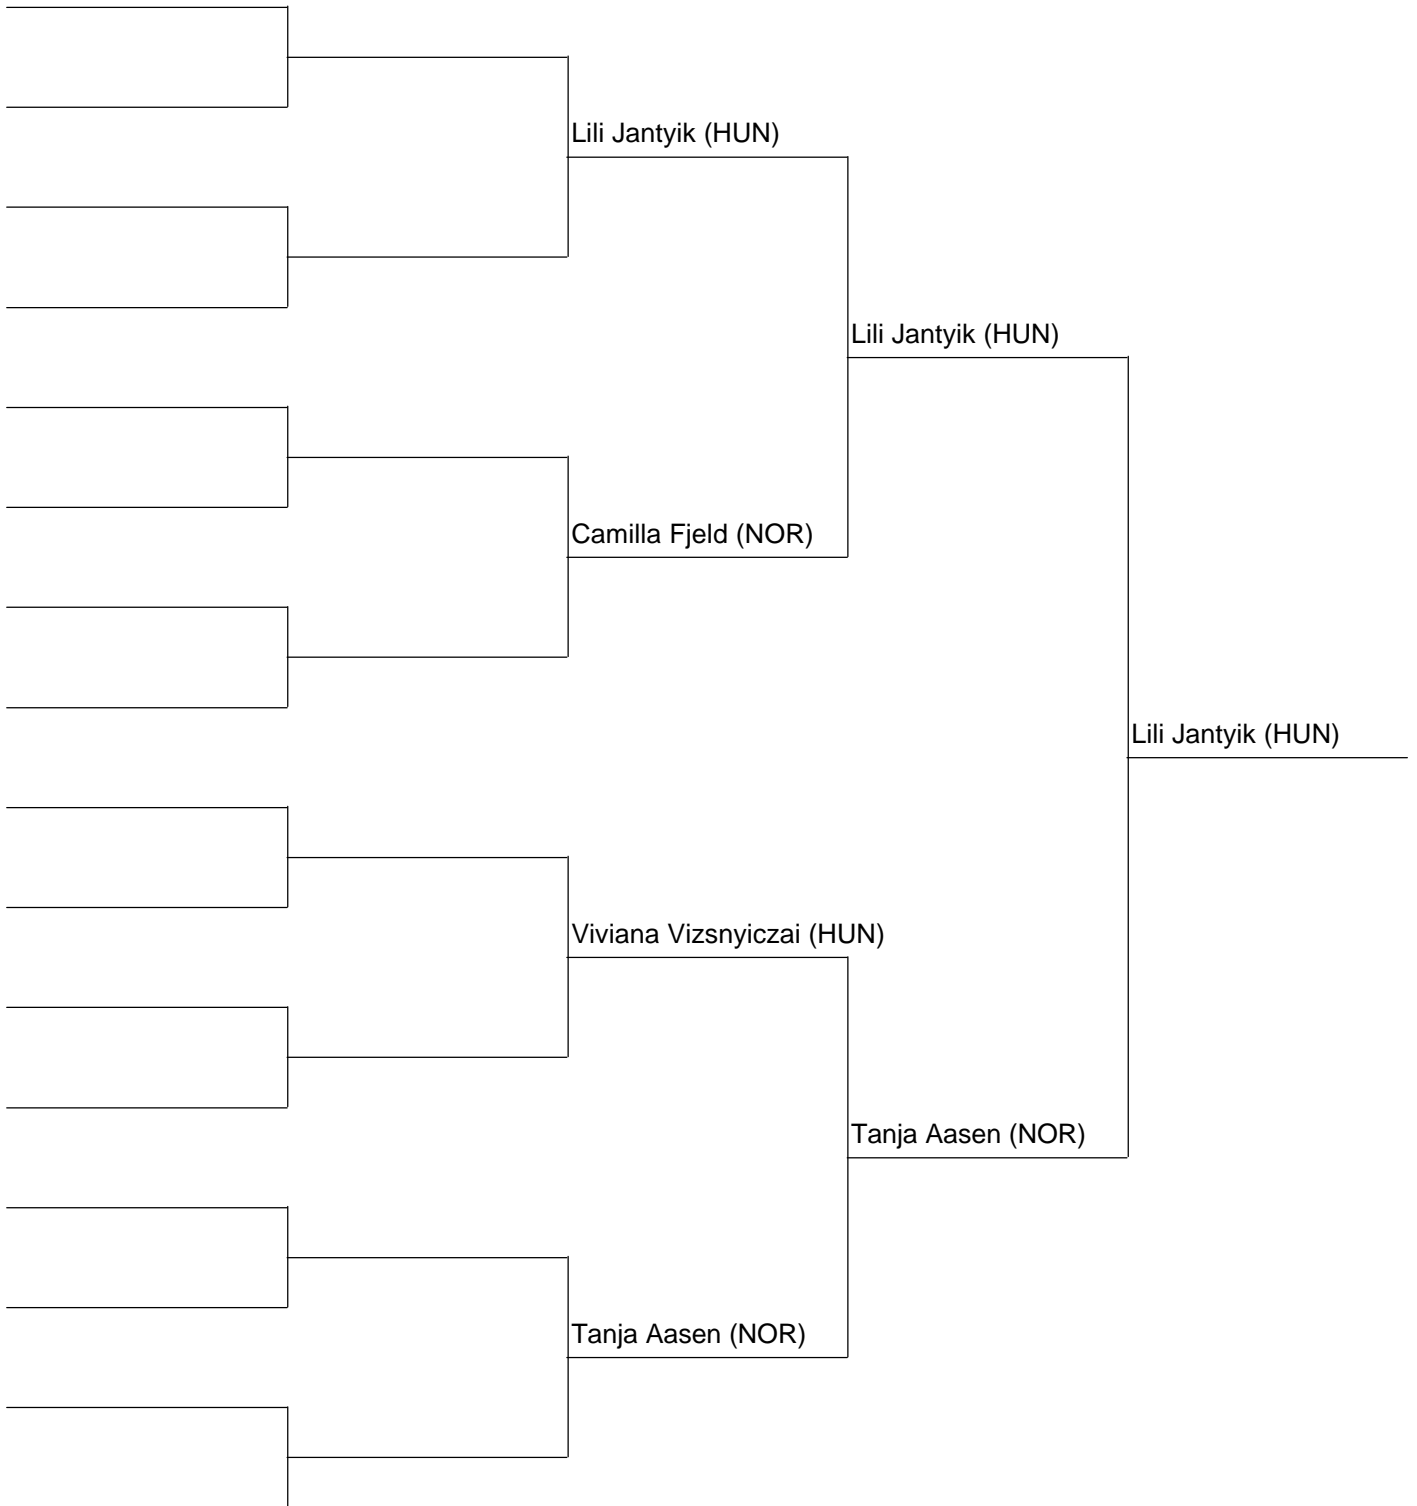 Lili Jantyik (HUN)
Lili Jantyik (HUN)
Camilla Fjeld (NOR)
Lili Jantyik (HUN)
Viviana Vizsnyiczai (HUN)
Tanja Aasen (NOR)
Tanja Aasen (NOR)